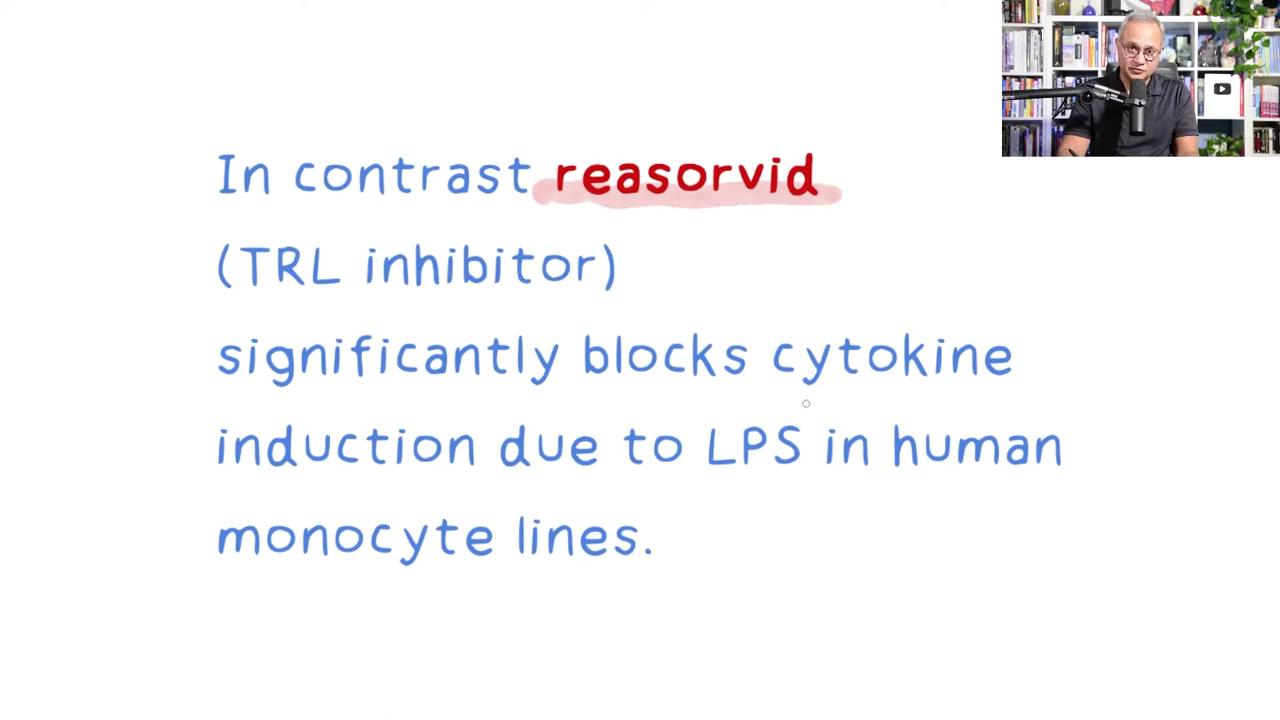 In contrast reasorvid
(TRL inhibitor)
significantly blocks cytokine
induction due to LPS in human
monocyte lines.